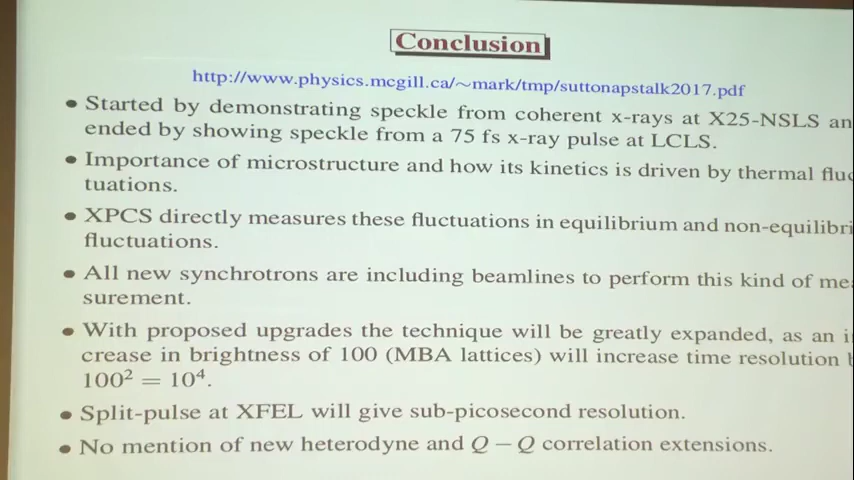 Conclusion
http://www.physics.mcgill.ca/~mark/tmp/suttonapstalk2017.pdf
• Started by demonstrating speckle from coherent x-rays at X25-NSLS an
ended by showing speckle from a 75 fs x-ray pulse at LCLS.
• Importance of microstructure and how its kinetics is driven by thermal fluc
tuations.
• XPCS directly measures these fluctuations in equilibrium and non-equilibri
fluctuations.
• All new synchrotrons are including beamlines to perform this kind of mea
surement.
• With proposed upgrades the technique will be greatly expanded, as an i
crease in brightness of 100 (MBA lattices) will increase time resolution
100² = 10⁴.
• Split-pulse at XFEL will give sub-picosecond resolution.
• No mention of new heterodyne and Q − Q correlation extensions.